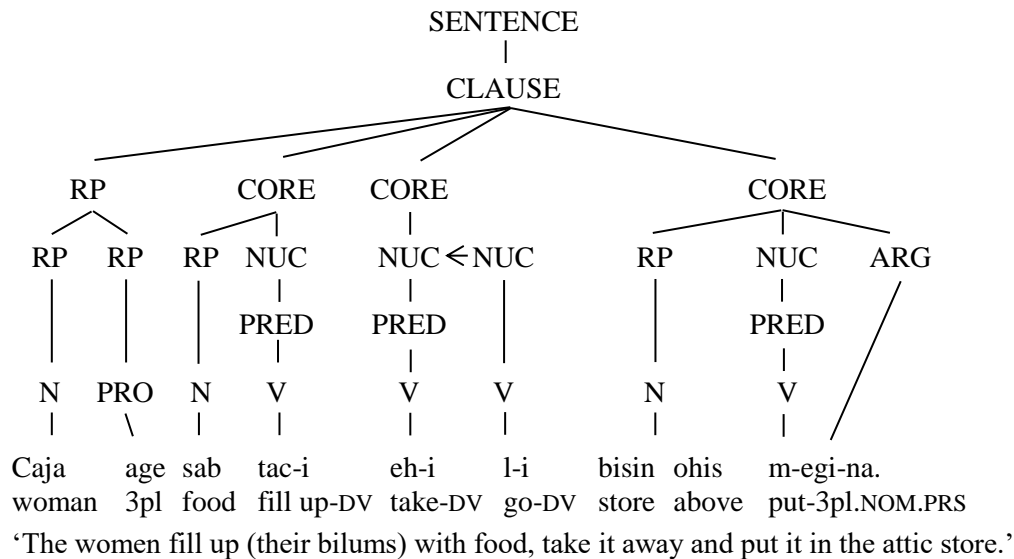 SENTENCE
CLAUSE
RP CORE CORE CORE
RP RP RP NUC NUC NUC RP NUC ARG
PRED PRED PRED
N PRO N V V V N V
Caja age sab tac-i eh-i l-i bisin ohis m-egi-na.
woman 3pl food fill up-DV take-DV go-DV store above put-3pl.NOM.PRS
‘The women fill up (their bilums) with food, take it away and put it in the attic store.’